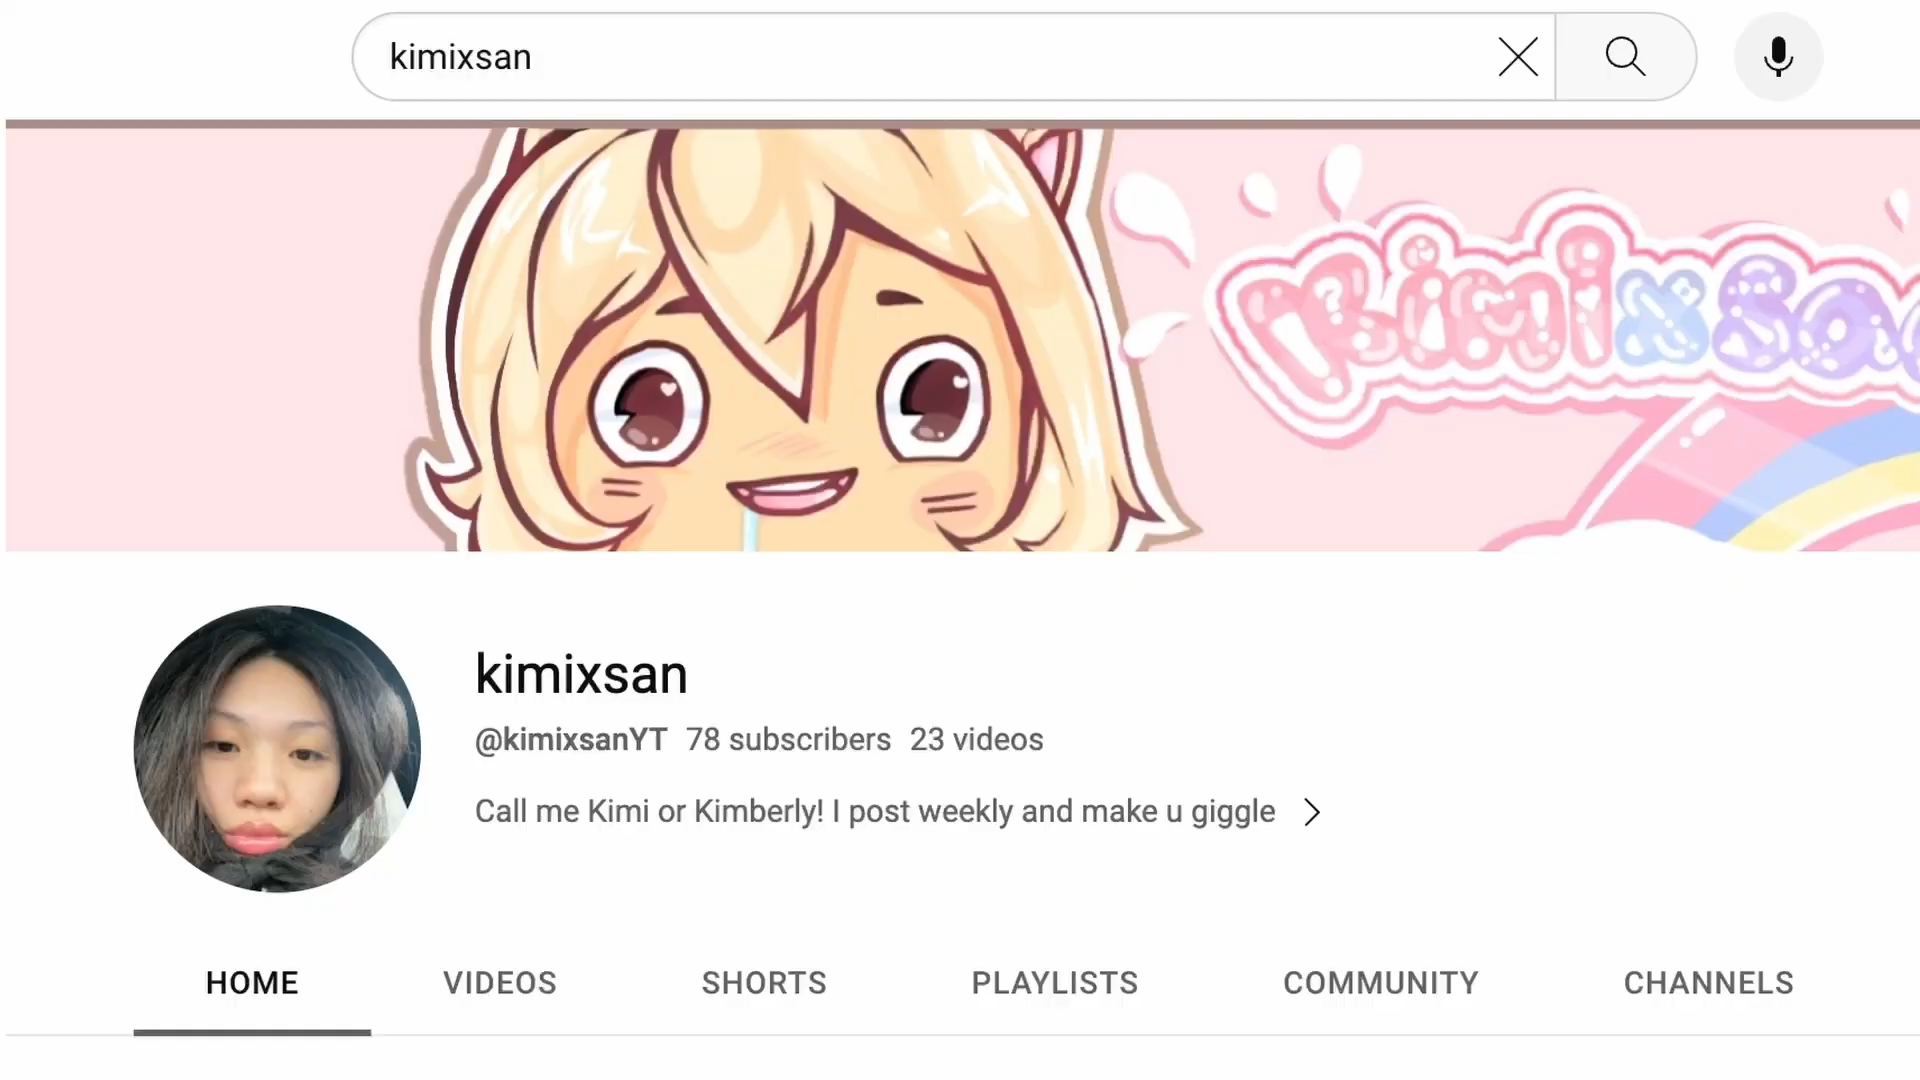 kimixsan
kimixsa
kimixsan
@kimixsanYT 78 subscribers 23 videos
Call me Kimi or Kimberly! I post weekly and make u giggle
HOME VIDEOS SHORTS PLAYLISTS COMMUNITY CHANNELS